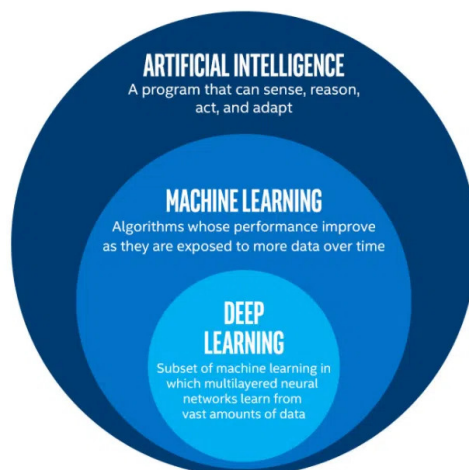 ARTIFICIAL INTELLIGENCE
A program that can sense, reason,
act, and adapt
MACHINE LEARNING
Algorithms whose performance improve
as they are exposed to more data over time
DEEP
LEARNING
Subset of machine learning in
which multilayered neural
networks learn from
vast amounts of data